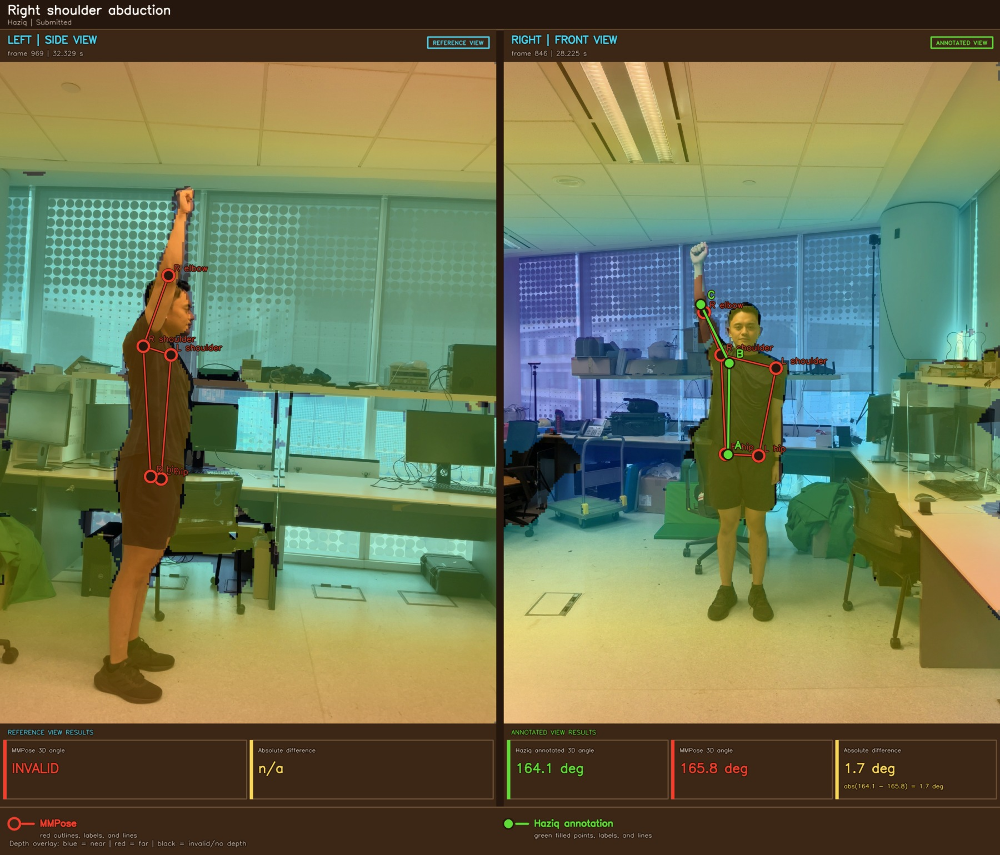 Right shoulder abduction
Haziq | Submitted
LEFT | SIDE VIEW
REFERENCE VIEW
frame 969 | 32.329 s
R elbow
R shoulder
L shoulder
R hip
hip
REFERENCE VIEW RESULTS
MMPose 3D angle
INVALID
Absolute difference
n/a
RIGHT | FRONT VIEW
ANNOTATED VIEW
frame 846 | 28.225 s
C
R elbow
R shoulder
B
L shoulder
A
hip
L hip
ANNOTATED VIEW RESULTS
Haziq annotated 3D angle
164.1 deg
MMPose 3D angle
165.8 deg
Absolute difference
1.7 deg
abs(164.1 - 165.8) = 1.7 deg
MMPose
red outlines, labels, and lines
Depth overlay: blue = near | red = far | black = invalid/no depth
Haziq annotation
green filled points, labels, and lines